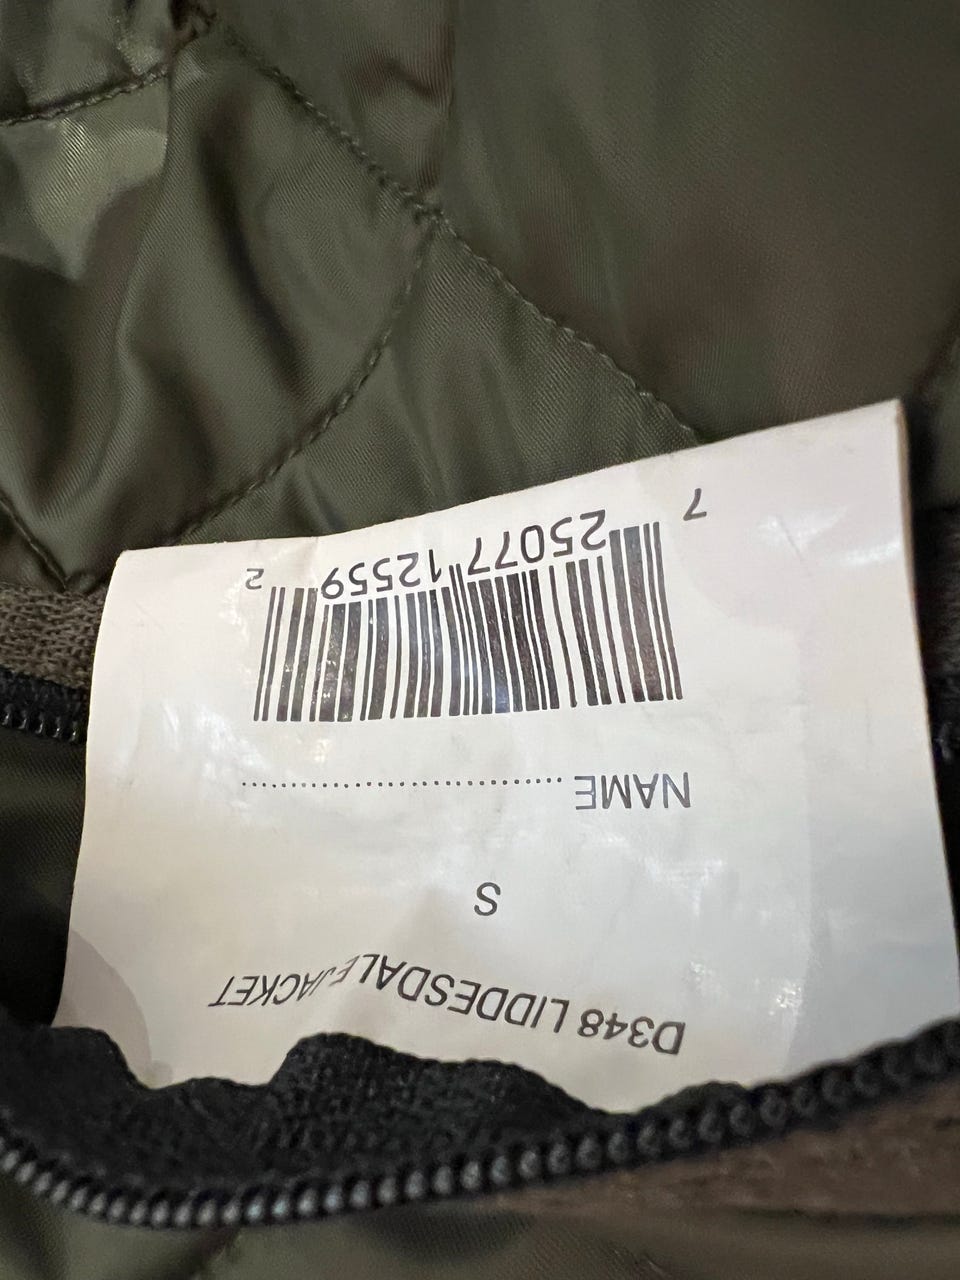 D348 LIDDESDALE JACKET
S
NAME ........................................
7 25077 12559 2